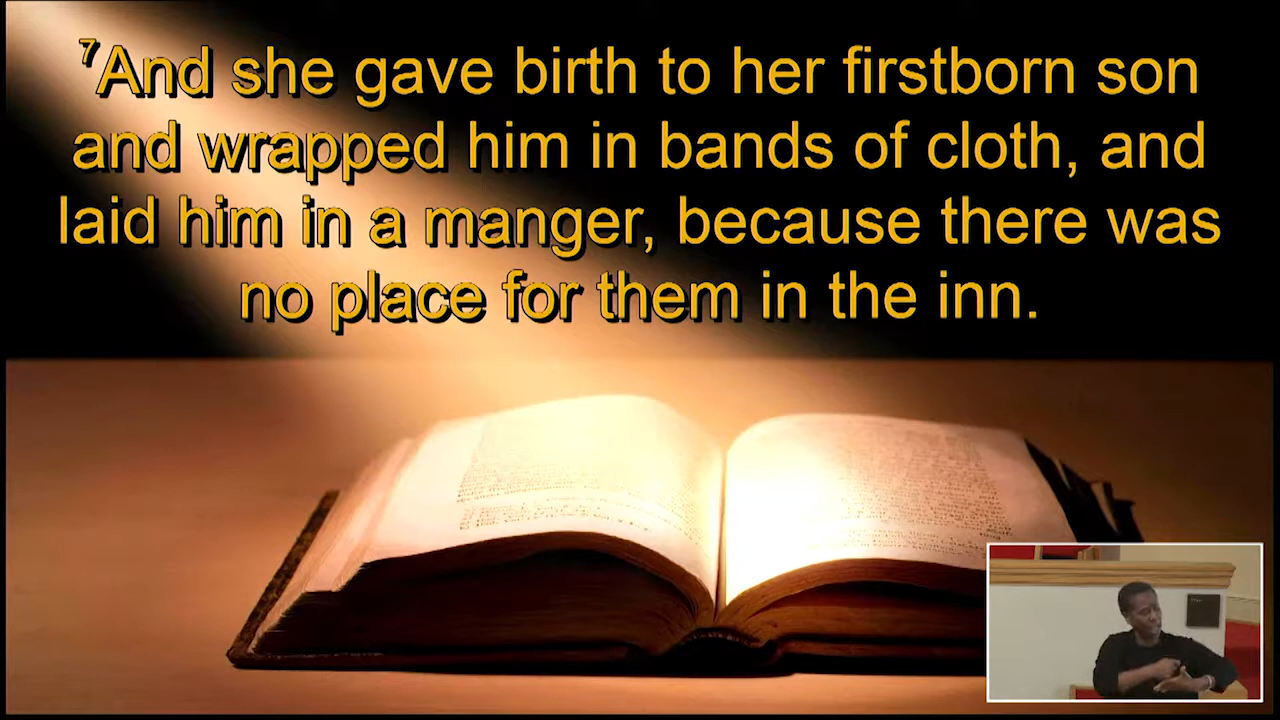 ⁷And she gave birth to her firstborn son
and wrapped him in bands of cloth, and
laid him in a manger, because there was
no place for them in the inn.